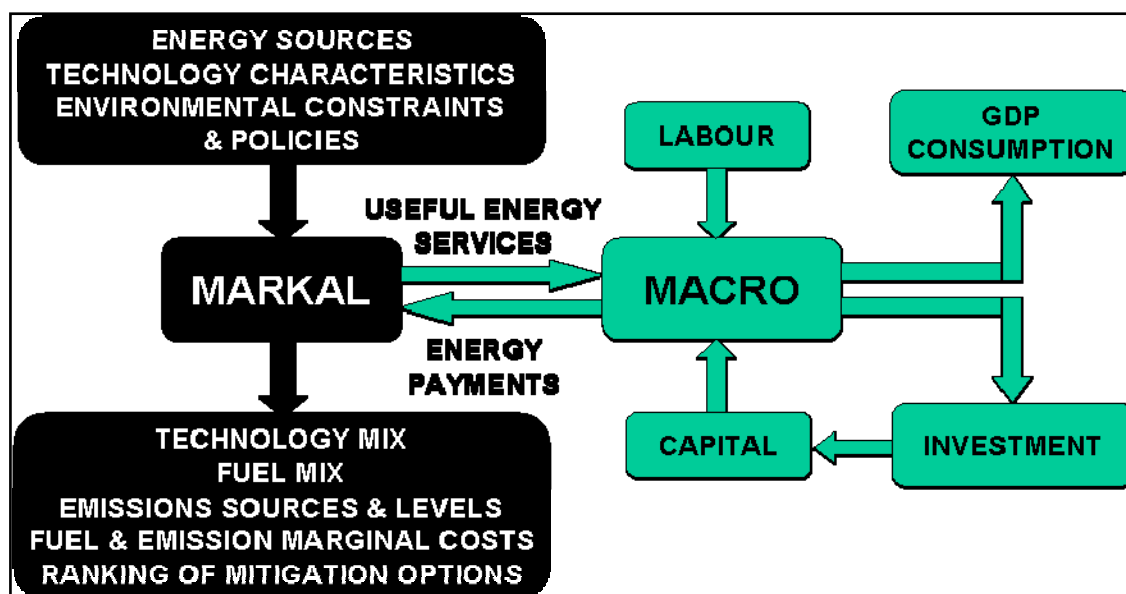 ENERGY SOURCES
TECHNOLOGY CHARACTERISTICS
ENVIRONMENTAL CONSTRAINTS
& POLICIES
LABOUR
GDP
CONSUMPTION
USEFUL ENERGY
SERVICES
MARKAL
MACRO
ENERGY
PAYMENTS
TECHNOLOGY MIX
FUEL MIX
EMISSIONS SOURCES & LEVELS
FUEL & EMISSION MARGINAL COSTS
RANKING OF MITIGATION OPTIONS
CAPITAL
INVESTMENT